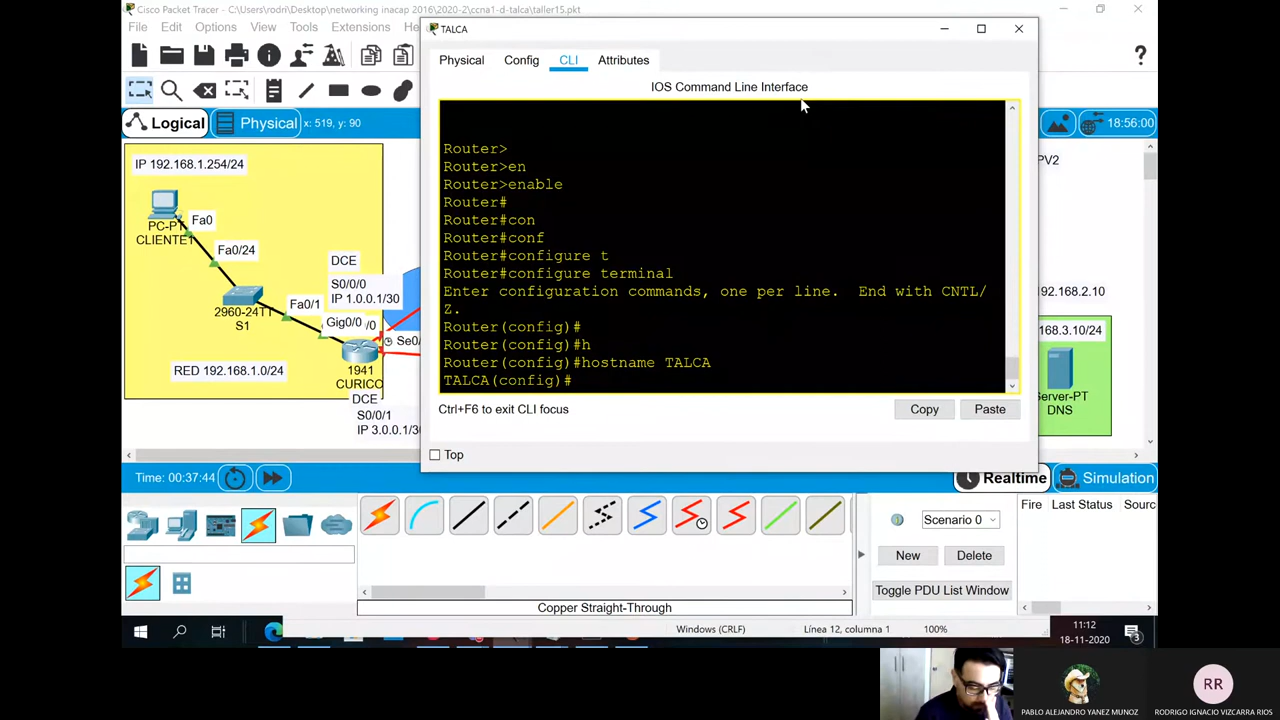 Cisco Packet Tracer - C:\Users\rodri\Desktop\networking inacap 2016\2020-2\ccna1-d-talca\taller15.pkt
File Edit Options View Tools Extensions
TALCA
Physical Config CLI Attributes
IOS Command Line Interface
Logical Physical x: 519, y: 90
18:56:00
Router>
Router>en
Router>enable
Router#
Router#con
Router#conf
Router#configure t
Router#configure terminal
Enter configuration commands, one per line. End with CNTL/
Z.
Router(config)#
Router(config)#h
Router(config)#hostname TALCA
TALCA(config)#
Ctrl+F6 to exit CLI focus
Copy Paste
Top
IP 192.168.1.254/24
PC-PT
CLIENTE1
Fa0
Fa0/24
DCE
S0/0/0
IP 1.0.0.1/30
2960-24TT
S1
Fa0/1
Gig0/0
/0
Se0/
RED 192.168.1.0/24
1941
CURICO
DCE
S0/0/1
IP 3.0.0.1/30
PV2
192.168.2.10
168.3.10/24
Server-PT
DNS
Time: 00:37:44
Realtime Simulation
Scenario 0
Fire Last Status Sourc
New Delete
Toggle PDU List Window
Copper Straight-Through
Windows (CRLF) Línea 12, columna 1 100%
11:12
18-11-2020
3
RR
PABLO ALEJANDRO YANEZ MUNOZ
RODRIGO IGNACIO VIZCARRA RIOS